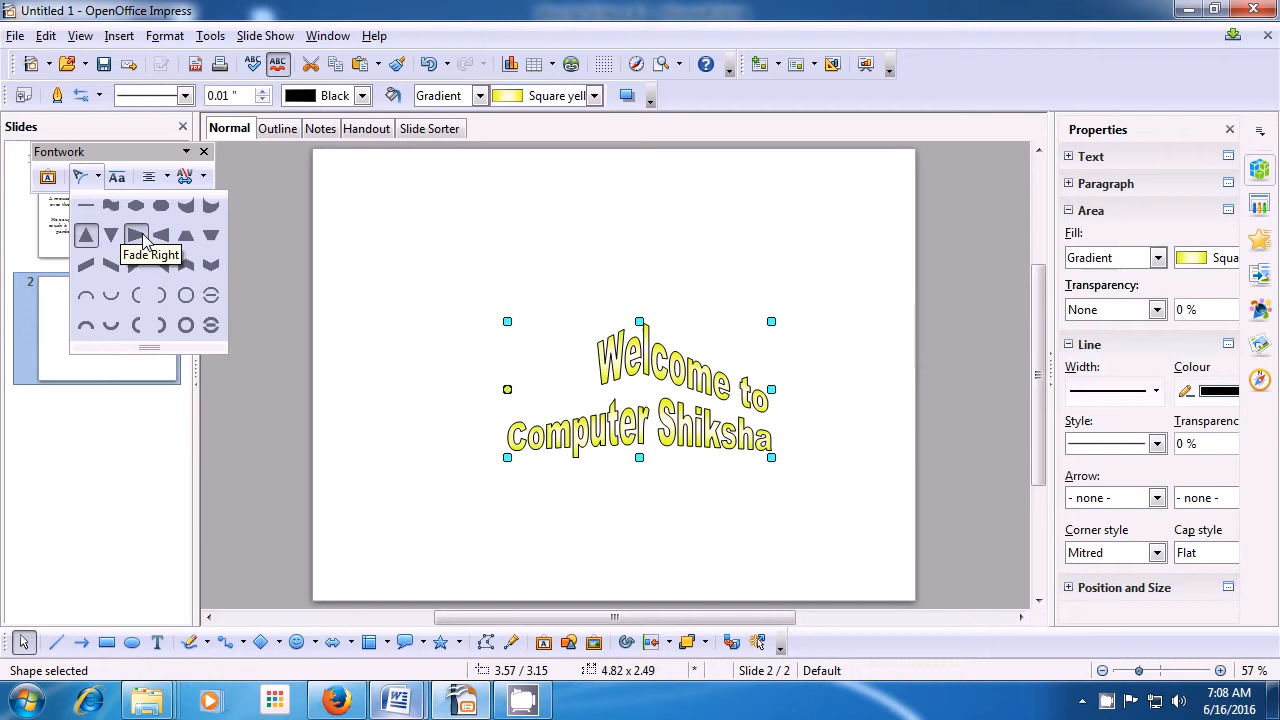 Untitled 1 - OpenOffice Impress
File Edit View Insert Format Tools Slide Show Window Help
0.01 " Black Gradient Square yell
Slides
Normal Outline Notes Handout Slide Sorter
Properties
Fontwork
Text
Aa
Paragraph
Area
Fade Right
Fill:
Gradient Squa
2
Transparency:
None 0 %
Welcome to
Computer Shiksha
Line
Width: Colour
Style: Transparenc
0 %
Arrow:
- none - - none -
Corner style Cap style
Mitred Flat
Position and Size
Shape selected 3.57 / 3.15 4.82 x 2.49 * Slide 2 / 2 Default 57 %
7:08 AM
6/16/2016